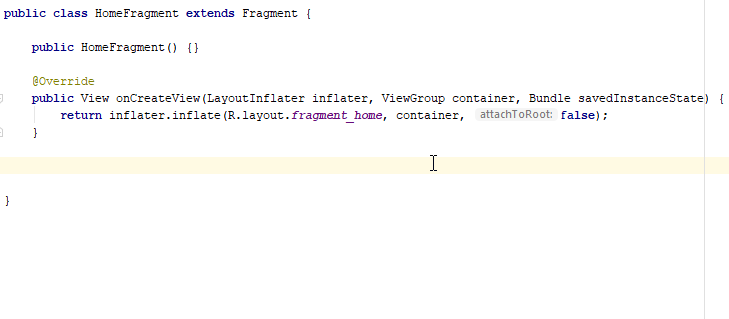 public class HomeFragment extends Fragment {
public HomeFragment() {}
@Override
public View onCreateView(LayoutInflater inflater, ViewGroup container, Bundle savedInstanceState) {
return inflater.inflate(R.layout.fragment_home, container, attachToRoot: false);
}
}